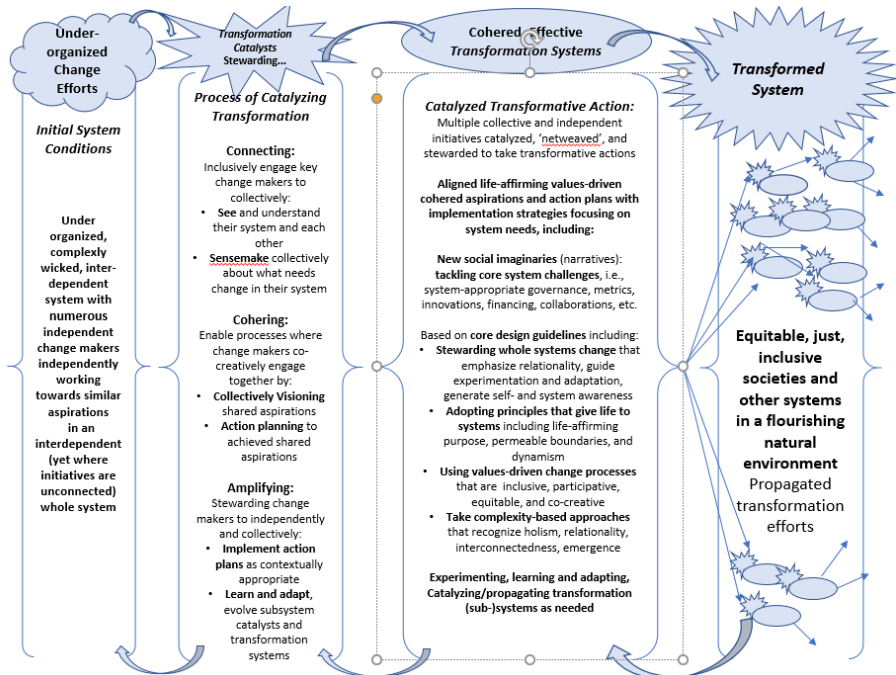 Under-
organized
Change
Efforts
Initial System
Conditions
Under
organized,
complexly
wicked, inter-
dependent
system with
numerous
independent
change makers
independently
working
towards similar
aspirations
in an
interdependent
(yet where
initiatives are
unconnected)
whole system
Transformation
Catalysts
Stewarding...
Process of Catalyzing
Transformation
Connecting:
Inclusively engage key
change makers to
collectively:
• See and understand
their system and each
other
• Sensemake collectively
about what needs
change in their system
Cohering:
Enable processes where
change makers co-
creatively engage
together by:
• Collectively Visioning
shared aspirations
• Action planning to
achieved shared
aspirations
Amplifying:
Stewarding change
makers to independently
and collectively:
• Implement action
plans as contextually
appropriate
• Learn and adapt,
evolve subsystem
catalysts and
transformation
systems
Cohered Effective
Transformation Systems
Catalyzed Transformative Action:
Multiple collective and independent
initiatives catalyzed, 'netweaved', and
stewarded to take transformative actions
Aligned life-affirming values-driven
cohered aspirations and action plans with
implementation strategies focusing on
system needs, including:
New social imaginaries (narratives):
tackling core system challenges, i.e.,
system-appropriate governance, metrics,
innovations, financing, collaborations, etc.
Based on core design guidelines including:
• Stewarding whole systems change that
emphasize relationality, guide
experimentation and adaptation,
generate self- and system awareness
• Adopting principles that give life to
systems including life-affirming
purpose, permeable boundaries, and
dynamism
• Using values-driven change processes
that are inclusive, participative,
equitable, and co-creative
• Take complexity-based approaches
that recognize holism, relationality,
interconnectedness, emergence
Experimenting, learning and adapting,
Catalyzing/propagating transformation
(sub-)systems as needed
Transformed
System
Equitable, just,
inclusive
societies and
other systems
in a flourishing
natural
environment
Propagated
transformation
efforts